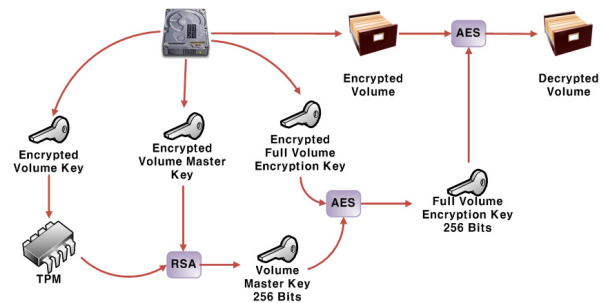 AES
Encrypted
Volume
Decrypted
Volume
Encrypted
Volume Key
Encrypted
Volume Master
Key
Encrypted
Full Volume
Encryption Key
AES
Full Volume
Encryption Key
256 Bits
TPM
RSA
Volume
Master Key
256 Bits